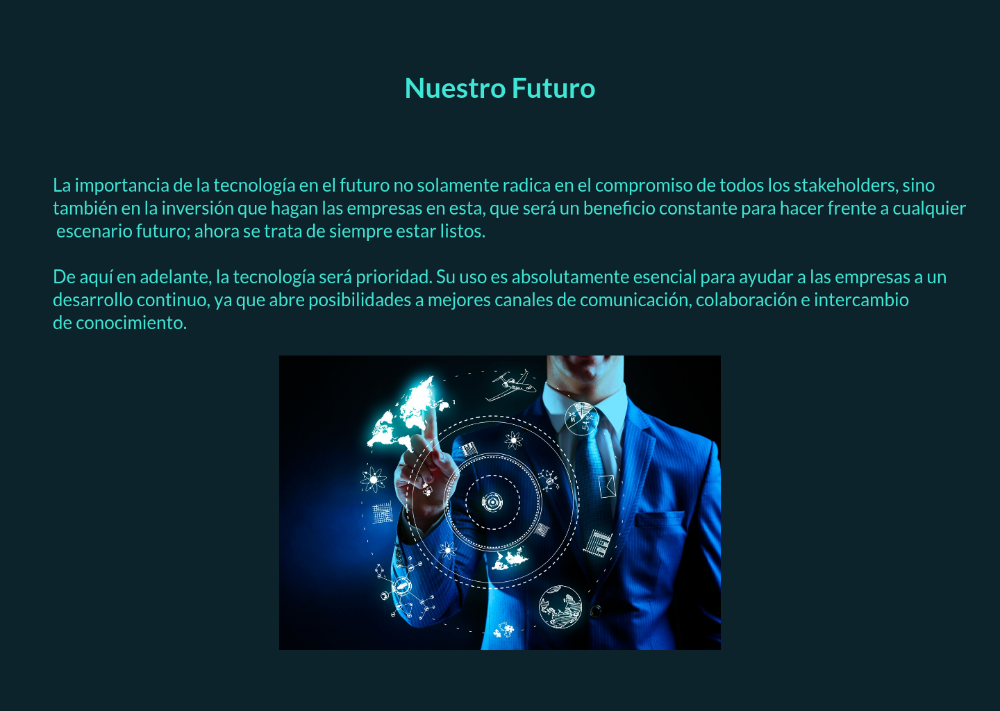 Nuestro Futuro
La importancia de la tecnología en el futuro no solamente radica en el compromiso de todos los stakeholders, sino
también en la inversión que hagan las empresas en esta, que será un beneficio constante para hacer frente a cualquier
escenario futuro; ahora se trata de siempre estar listos.
De aquí en adelante, la tecnología será prioridad. Su uso es absolutamente esencial para ayudar a las empresas a un
desarrollo continuo, ya que abre posibilidades a mejores canales de comunicación, colaboración e intercambio
de conocimiento.